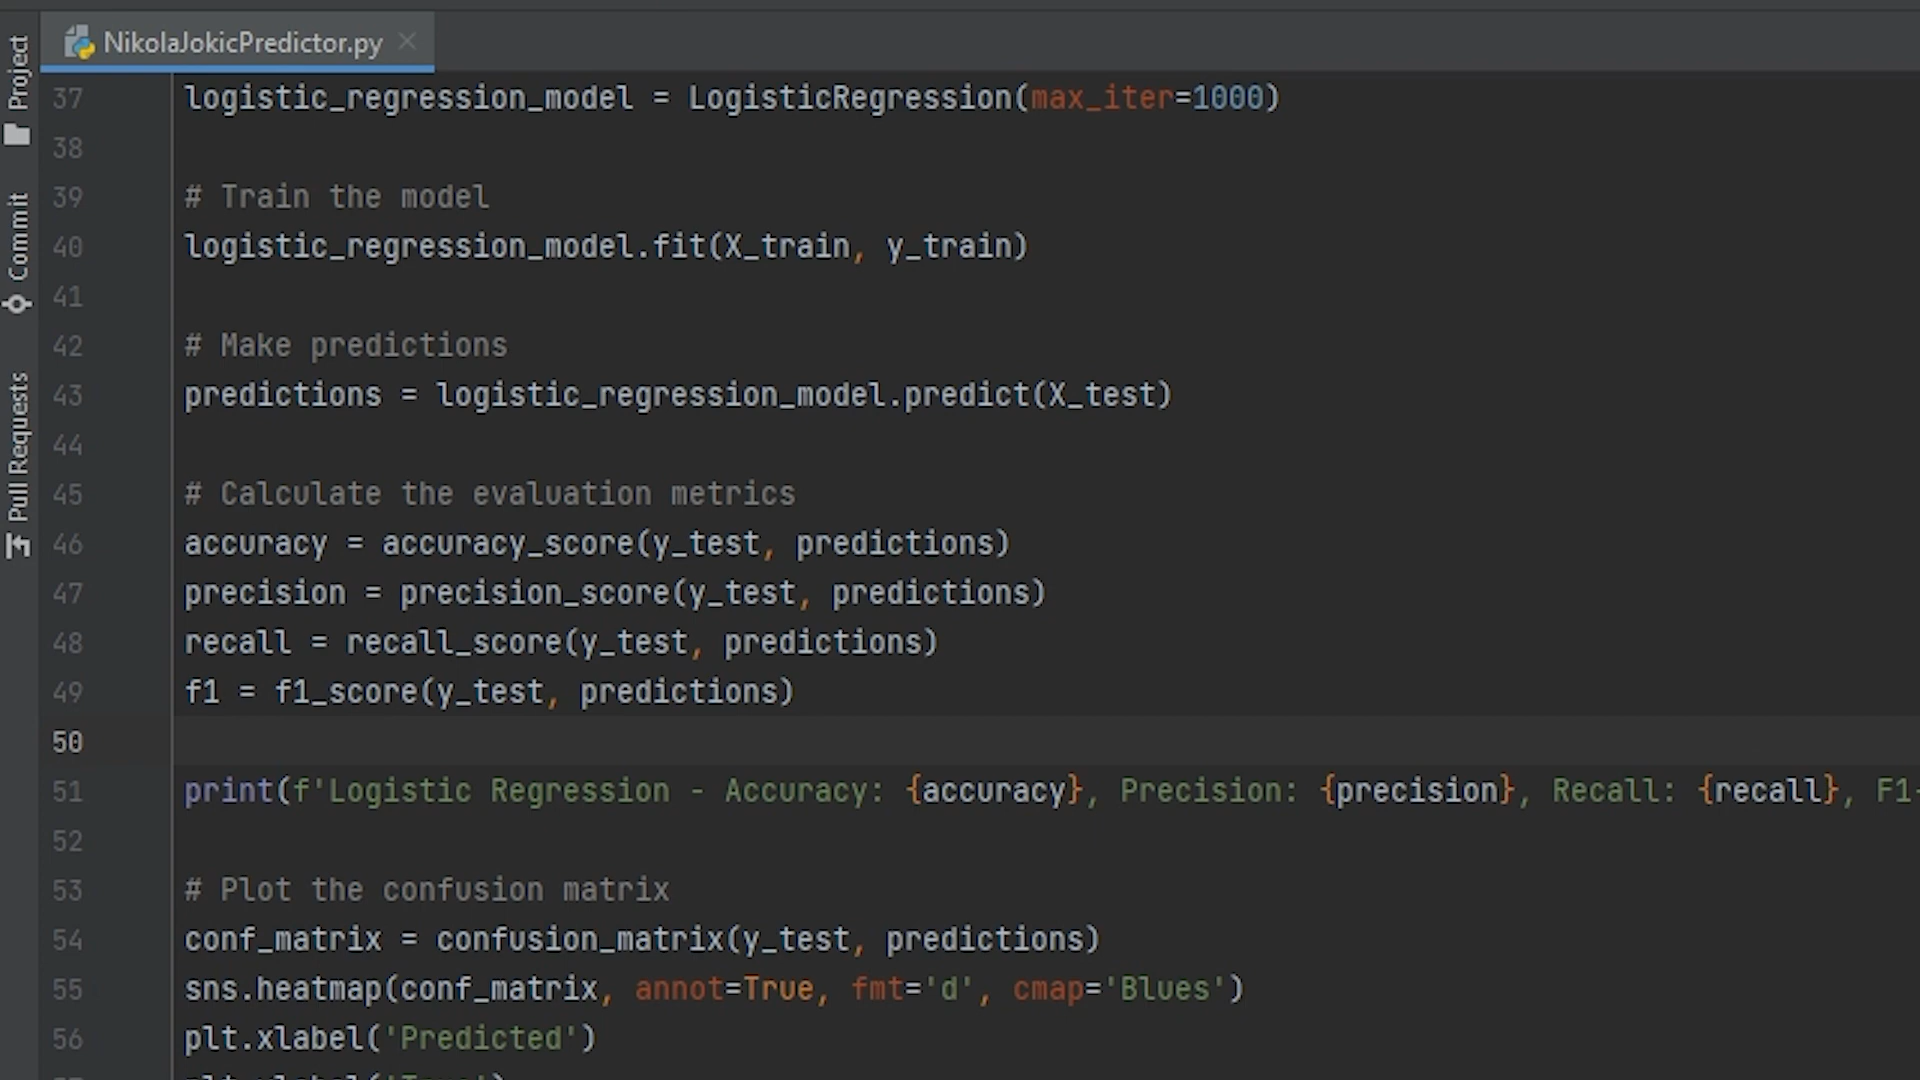 NikolaJokicPredictor.py
Project
Commit
Pull Requests
37 logistic_regression_model = LogisticRegression(max_iter=1000)
38
39 # Train the model
40 logistic_regression_model.fit(X_train, y_train)
41
42 # Make predictions
43 predictions = logistic_regression_model.predict(X_test)
44
45 # Calculate the evaluation metrics
46 accuracy = accuracy_score(y_test, predictions)
47 precision = precision_score(y_test, predictions)
48 recall = recall_score(y_test, predictions)
49 f1 = f1_score(y_test, predictions)
50
51 print(f'Logistic Regression - Accuracy: {accuracy}, Precision: {precision}, Recall: {recall}, F1-
52
53 # Plot the confusion matrix
54 conf_matrix = confusion_matrix(y_test, predictions)
55 sns.heatmap(conf_matrix, annot=True, fmt='d', cmap='Blues')
56 plt.xlabel('Predicted')